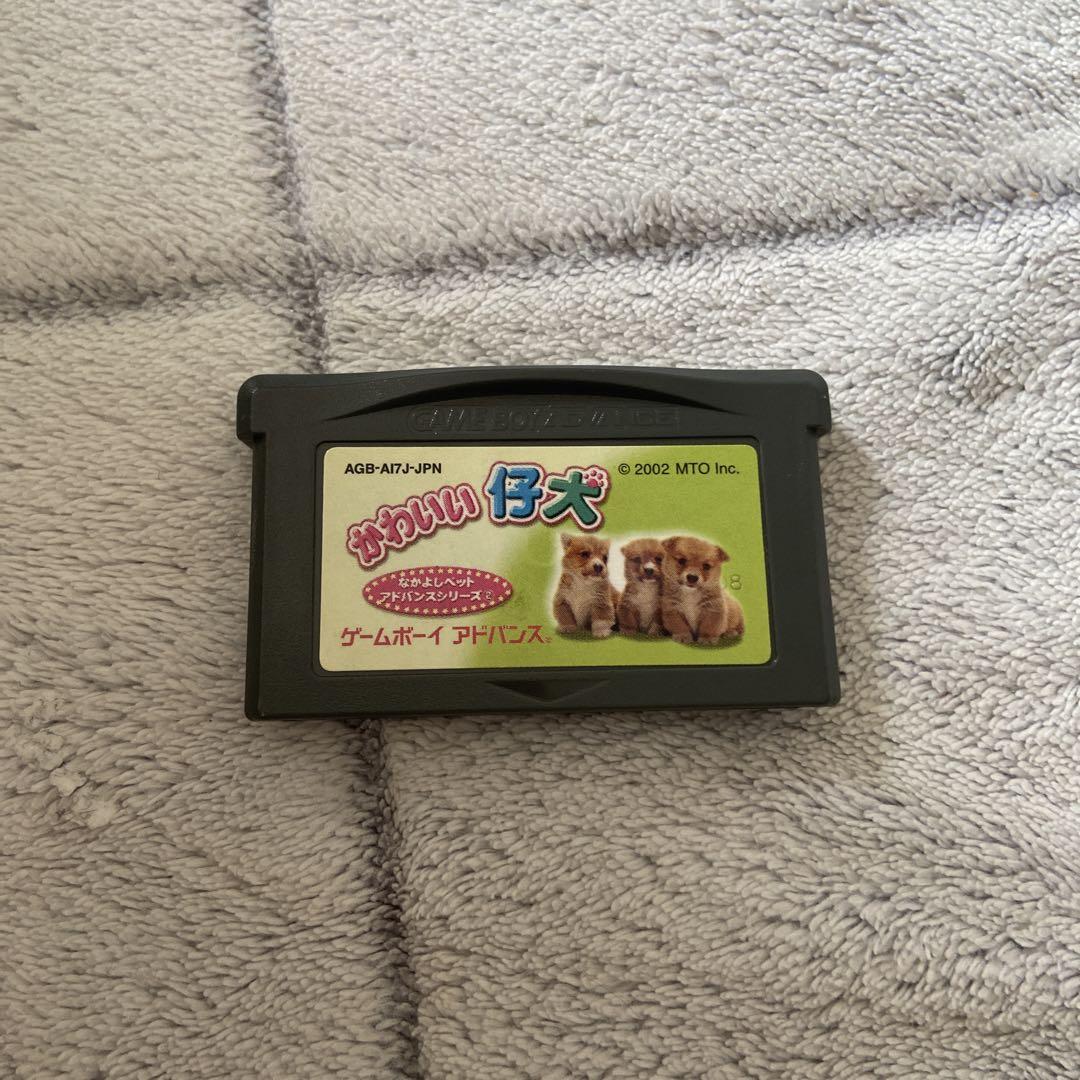 GAME BOY ADVANCE
AGB-AI7J-JPN
© 2002 MTO Inc.
かわいい仔犬
なかよしペット
アドバンスシリーズ②
ゲームボーイ アドバンス
8